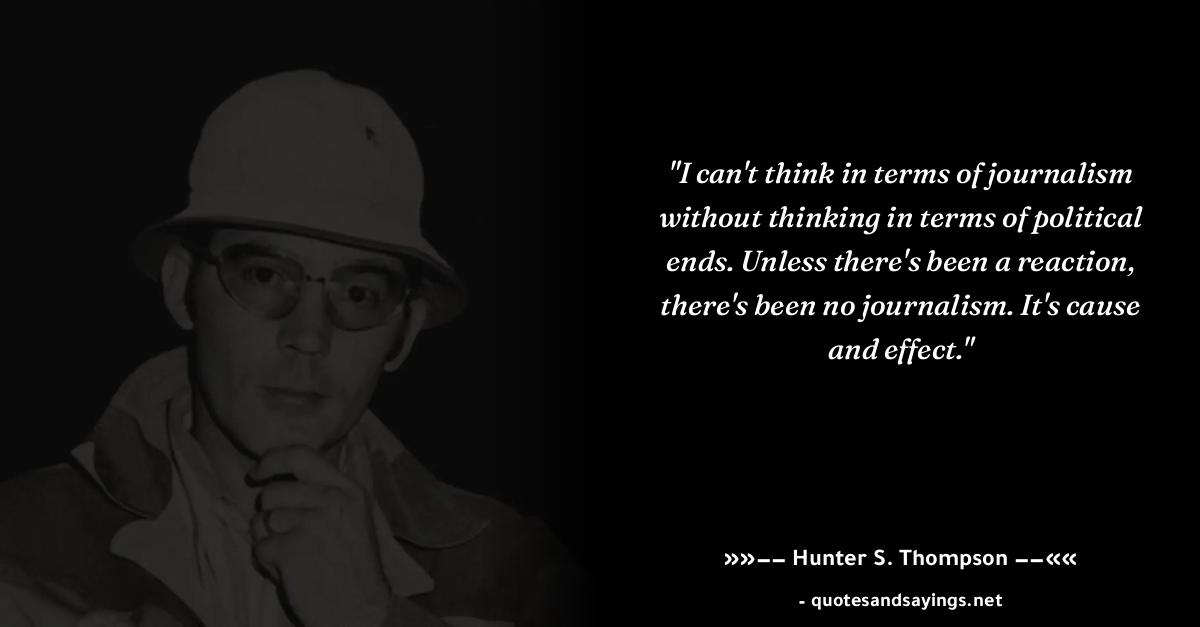 "I can't think in terms of journalism
without thinking in terms of political
ends. Unless there's been a reaction,
there's been no journalism. It's cause
and effect."
»»−− Hunter S. Thompson −−««
- quotesandsayings.net